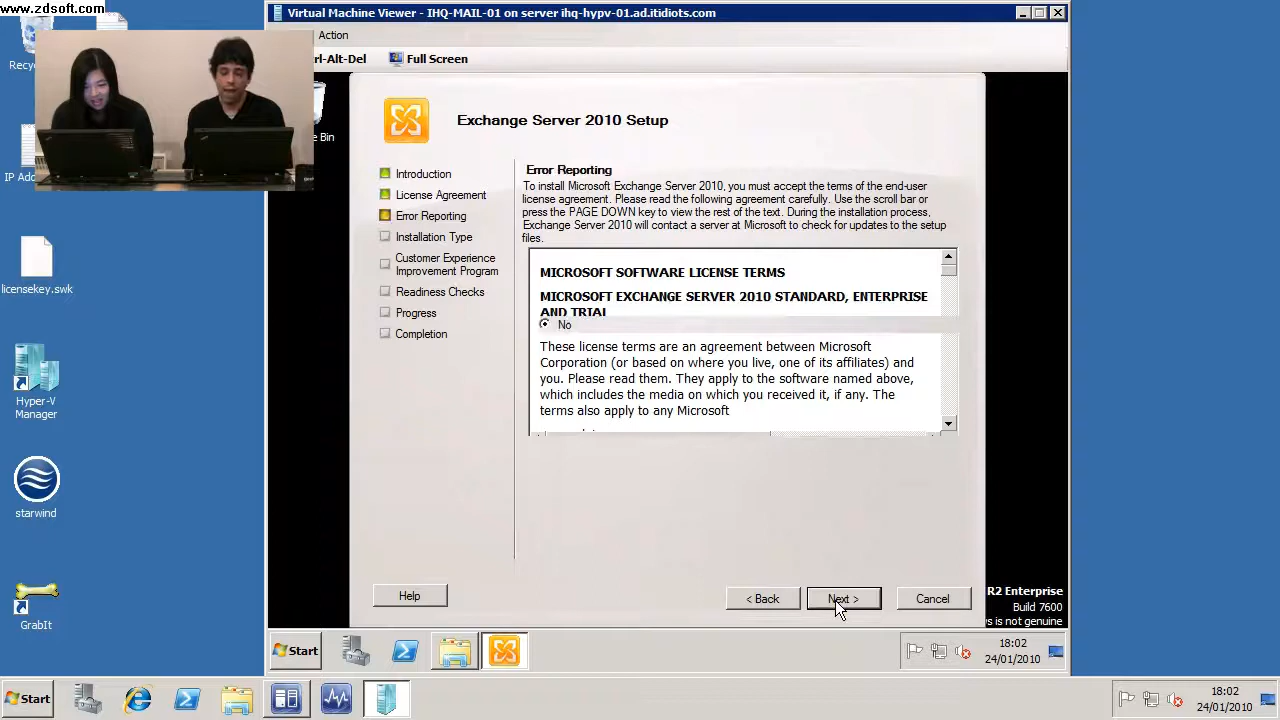 www.zdsoft.com
Virtual Machine Viewer - IHQ-MAIL-01 on server ihq-hypv-01.ad.itidiots.com
Action
rl-Alt-Del
Full Screen
e Bin
Exchange Server 2010 Setup
Introduction
License Agreement
Error Reporting
Installation Type
Customer Experience
Improvement Program
Readiness Checks
Progress
Completion
Error Reporting
To install Microsoft Exchange Server 2010, you must accept the terms of the end-user
license agreement. Please read the following agreement carefully. Use the scroll bar or
press the PAGE DOWN key to view the rest of the text. During the installation process,
Exchange Server 2010 will contact a server at Microsoft to check for updates to the setup
files.
MICROSOFT SOFTWARE LICENSE TERMS
MICROSOFT EXCHANGE SERVER 2010 STANDARD, ENTERPRISE
AND TRIAL
No
These license terms are an agreement between Microsoft
Corporation (or based on where you live, one of its affiliates) and
you. Please read them. They apply to the software named above,
which includes the media on which you received it, if any. The
terms also apply to any Microsoft
Help
< Back
Next >
Cancel
R2 Enterprise
Build 7600
s is not genuine
Start
18:02
24/01/2010
Recyc
IP Add
licensekey.swk
Hyper-V
Manager
starwind
GrabIt
Start
18:02
24/01/2010